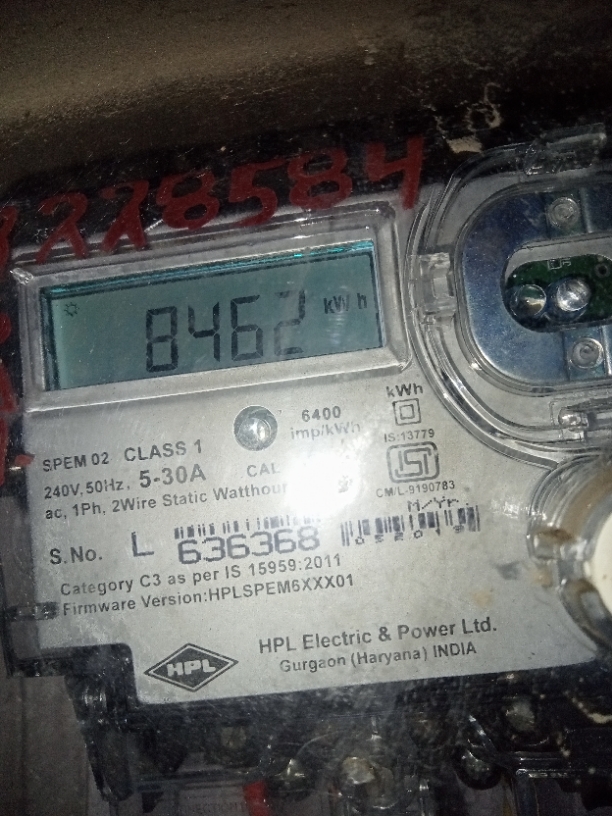 228584
8462 kWh
6400
imp/kWh
kWh
IS:13779
CM/L-9190783
SPEM 02 CLASS 1
240V, 50Hz, 5-30A CAL
ac, 1Ph, 2Wire Static Watthour
M/Yr.
S.No. L 636368
Category C3 as per IS 15959:2011
Firmware Version:HPLSPEM6XXX01
HPL
HPL Electric & Power Ltd.
Gurgaon (Haryana) INDIA